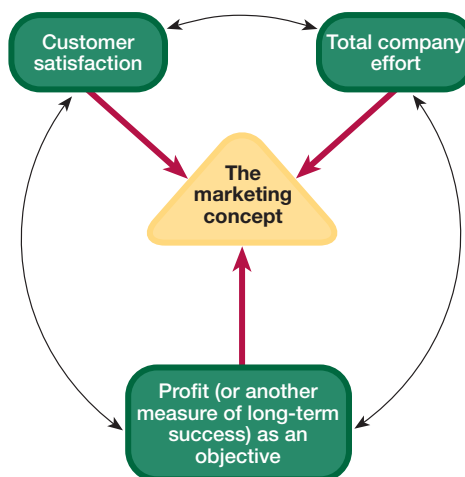 Customer
satisfaction
Total company
effort
The
marketing
concept
Profit (or another
measure of long-term
success) as an
objective